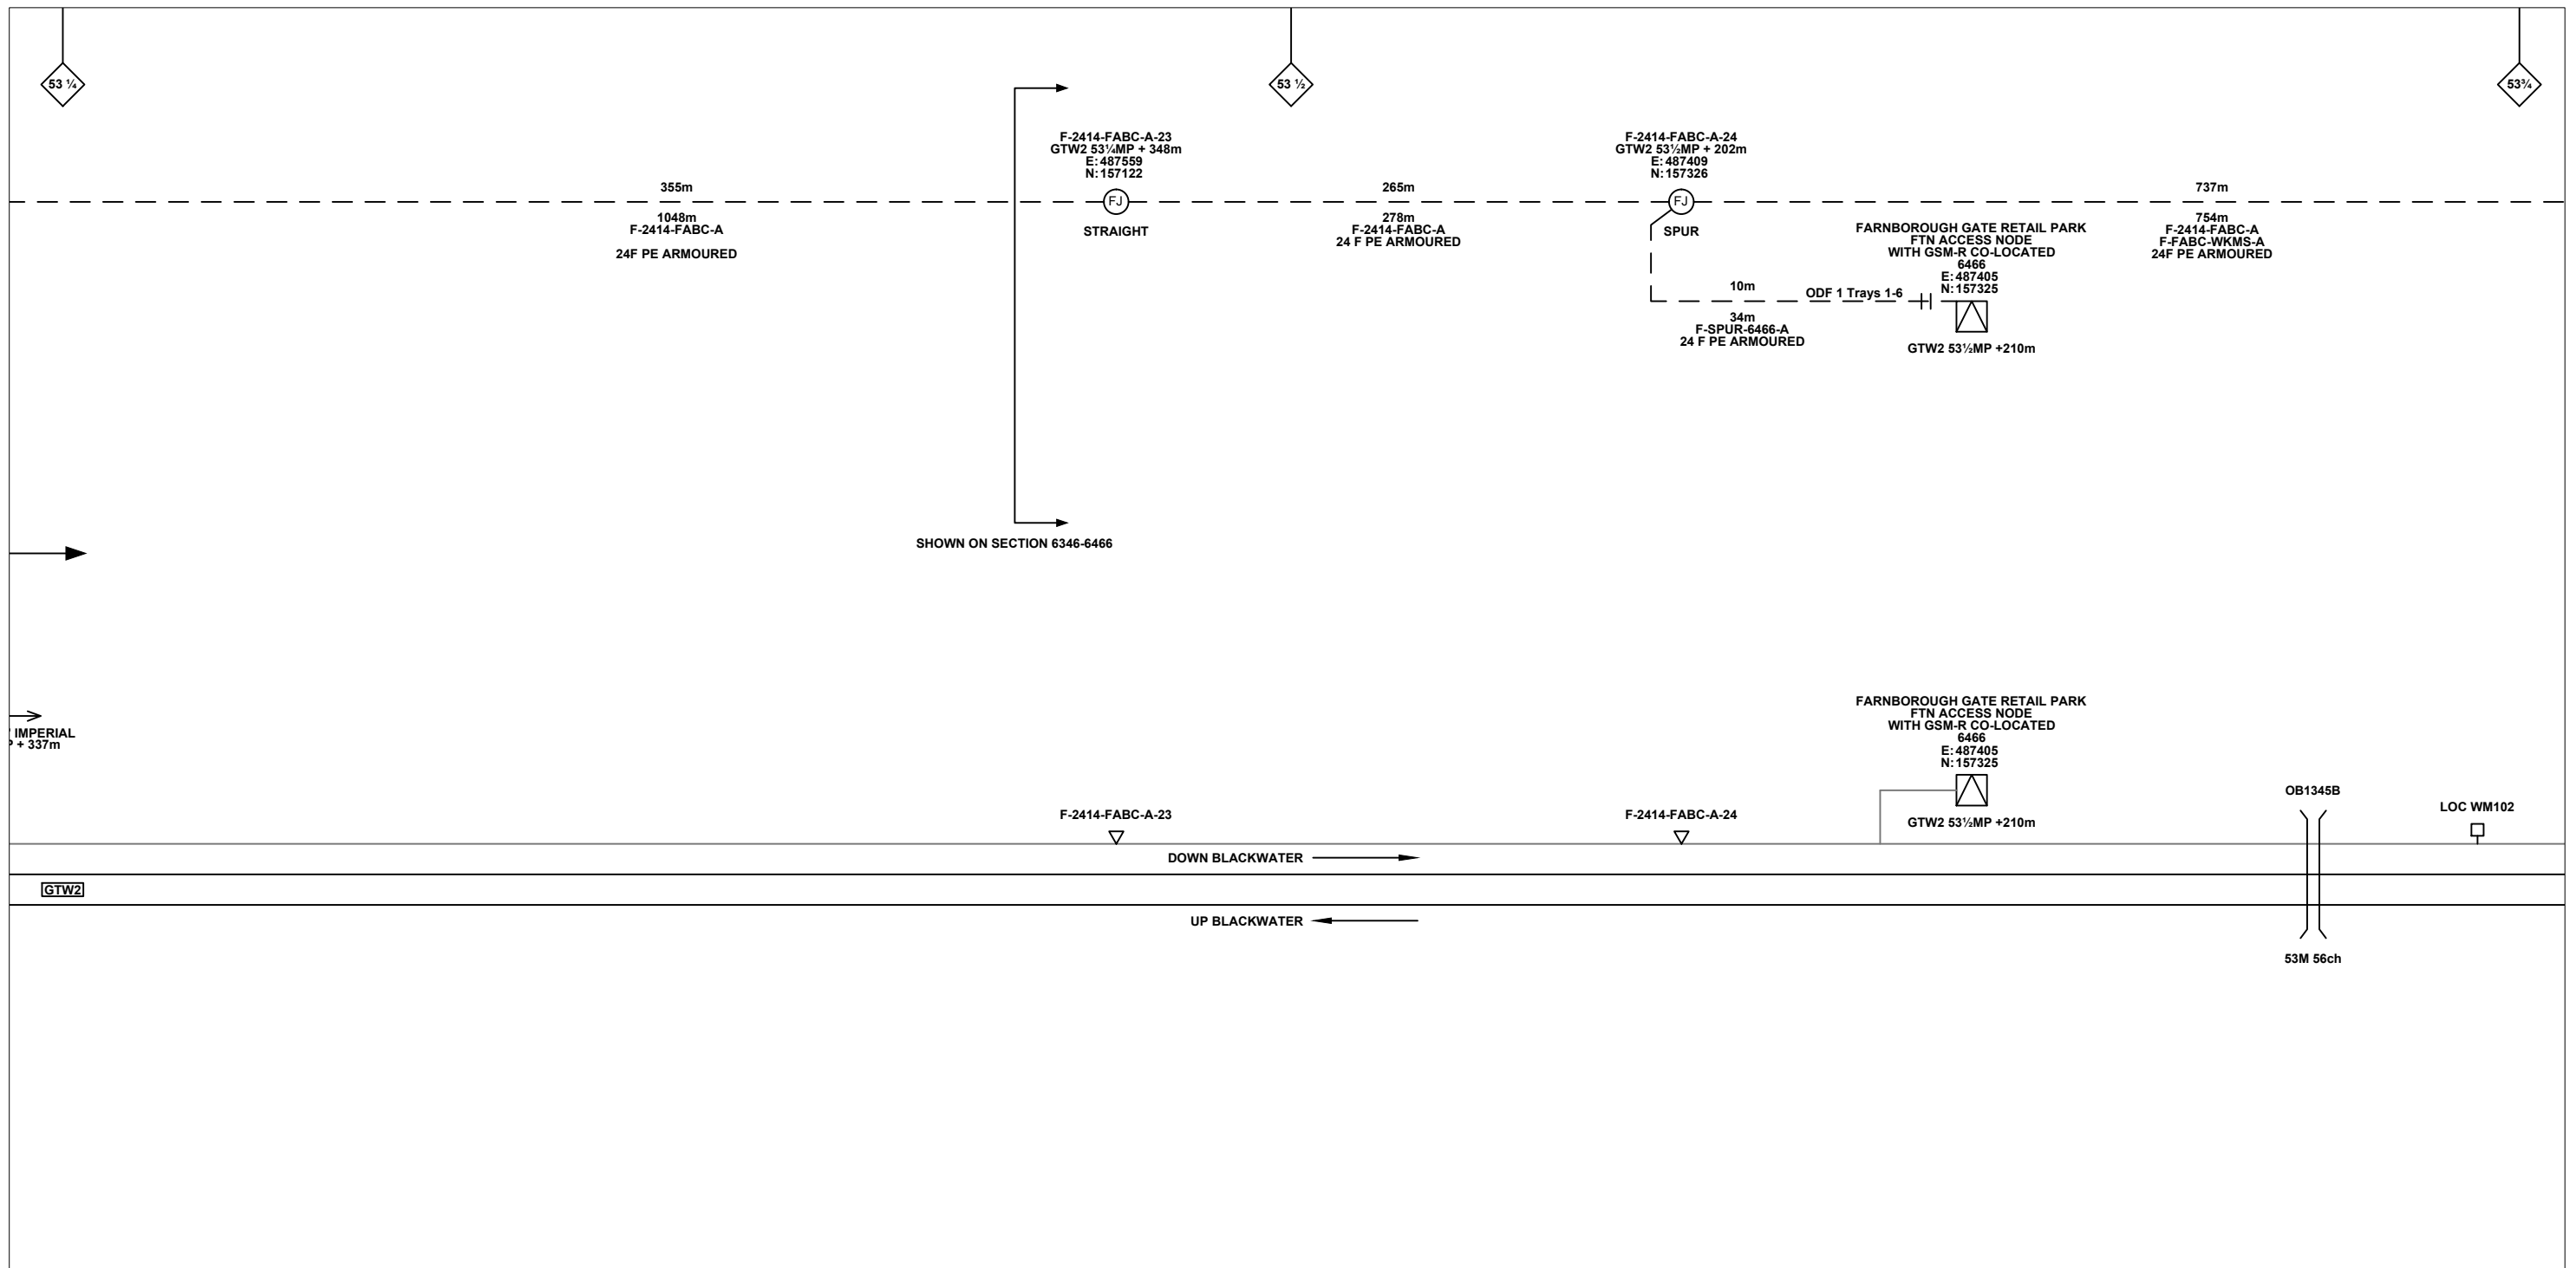 53 ¼
53 ½
53¾
F-2414-FABC-A-23
GTW2 53¼MP + 348m
E: 487559
N: 157122
F-2414-FABC-A-24
GTW2 53½MP + 202m
E: 487409
N: 157326
355m
265m
737m
FJ
FJ
1048m
F-2414-FABC-A
24F PE ARMOURED
STRAIGHT
278m
F-2414-FABC-A
24 F PE ARMOURED
SPUR
754m
F-2414-FABC-A
F-FABC-WKMS-A
24F PE ARMOURED
FARNBOROUGH GATE RETAIL PARK
FTN ACCESS NODE
WITH GSM-R CO-LOCATED
6466
E: 487405
N: 157325
10m
ODF 1 Trays 1-6
34m
F-SPUR-6466-A
24 F PE ARMOURED
GTW2 53½MP +210m
SHOWN ON SECTION 6346-6466
IMPERIAL
+ 337m
FARNBOROUGH GATE RETAIL PARK
FTN ACCESS NODE
WITH GSM-R CO-LOCATED
6466
E: 487405
N: 157325
GTW2 53½MP +210m
OB1345B
LOC WM102
F-2414-FABC-A-23
F-2414-FABC-A-24
DOWN BLACKWATER
GTW2
UP BLACKWATER
53M 56ch